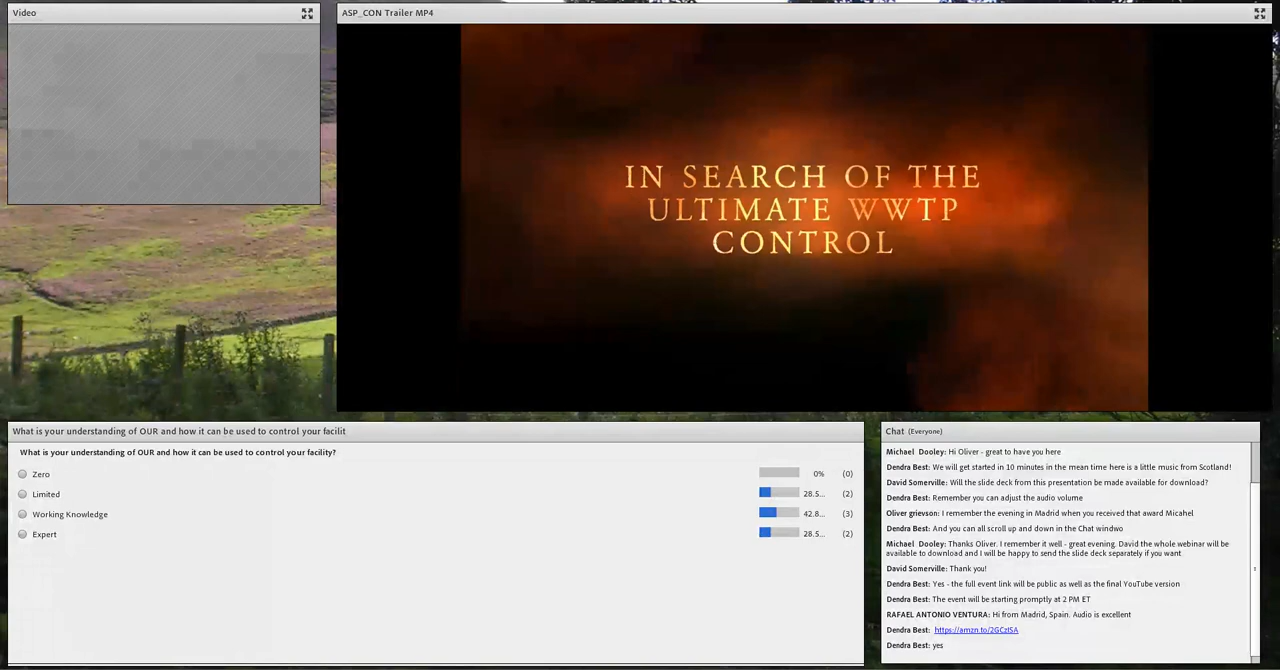 Video
ASP_CON Trailer MP4
IN SEARCH OF THE
ULTIMATE WWTP
CONTROL
What is your understanding of OUR and how it can be used to control your facilit
What is your understanding of OUR and how it can be used to control your facility?
Zero 0% (0)
Limited 28.5... (2)
Working Knowledge 42.8... (3)
Expert 28.5... (2)
Chat (Everyone)
Michael Dooley: Hi Oliver - great to have you here
Dendra Best: We will get started in 10 minutes in the mean time here is a little music from Scotland!
David Somerville: Will the slide deck from this presentation be made available for download?
Dendra Best: Remember you can adjust the audio volume
Oliver grievson: I remember the evening in Madrid when you received that award Micahel
Dendra Best: And you can all scroll up and down in the Chat windwo
Michael Dooley: Thanks Oliver. I remember it well - great evening. David the whole webinar will be
available to download and I will be happy to send the slide deck separately if you want
David Somerville: Thank you!
Dendra Best: Yes - the full event link will be public as well as the final YouTube version
Dendra Best: The event will be starting promptly at 2 PM ET
RAFAEL ANTONIO VENTURA: Hi from Madrid, Spain. Audio is excellent
Dendra Best: https://amzn.to/2GCzISA
Dendra Best: yes